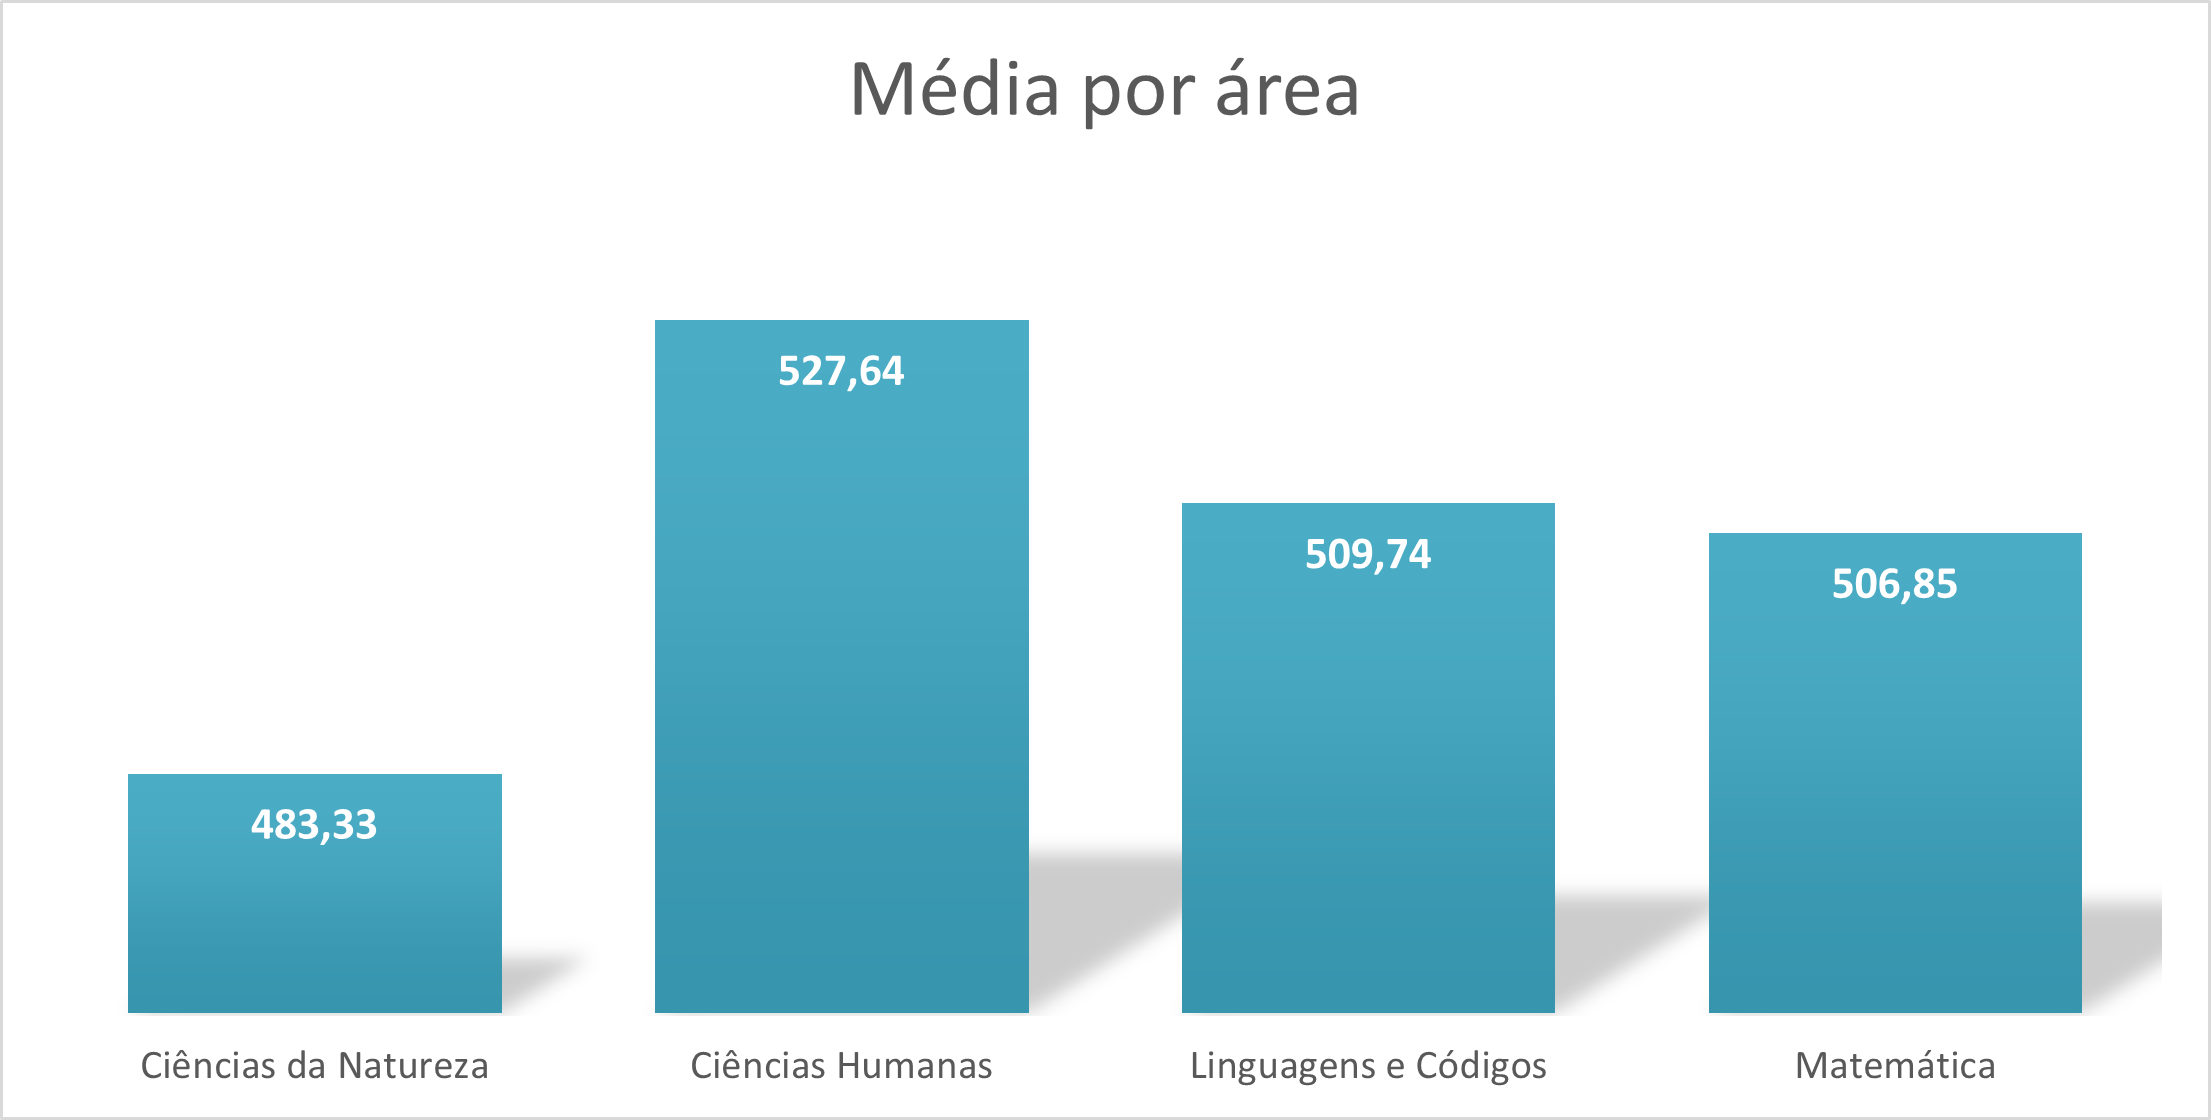 Média por área
527,64
509,74
506,85
483,33
Ciências da Natureza
Ciências Humanas
Linguagens e Códigos
Matemática